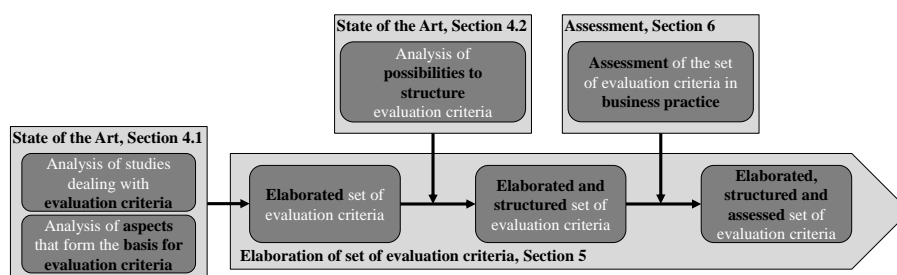 State of the Art, Section 4.2
Analysis of
possibilities to
structure
evaluation criteria
Assessment, Section 6
Assessment of the set
of evaluation criteria in
business practice
State of the Art, Section 4.1
Analysis of studies
dealing with
evaluation criteria
Analysis of aspects
that form the basis for
evaluation criteria
Elaborated set of
evaluation criteria
Elaborated and
structured set of
evaluation criteria
Elaborated,
structured and
assessed set of
evaluation criteria
Elaboration of set of evaluation criteria, Section 5